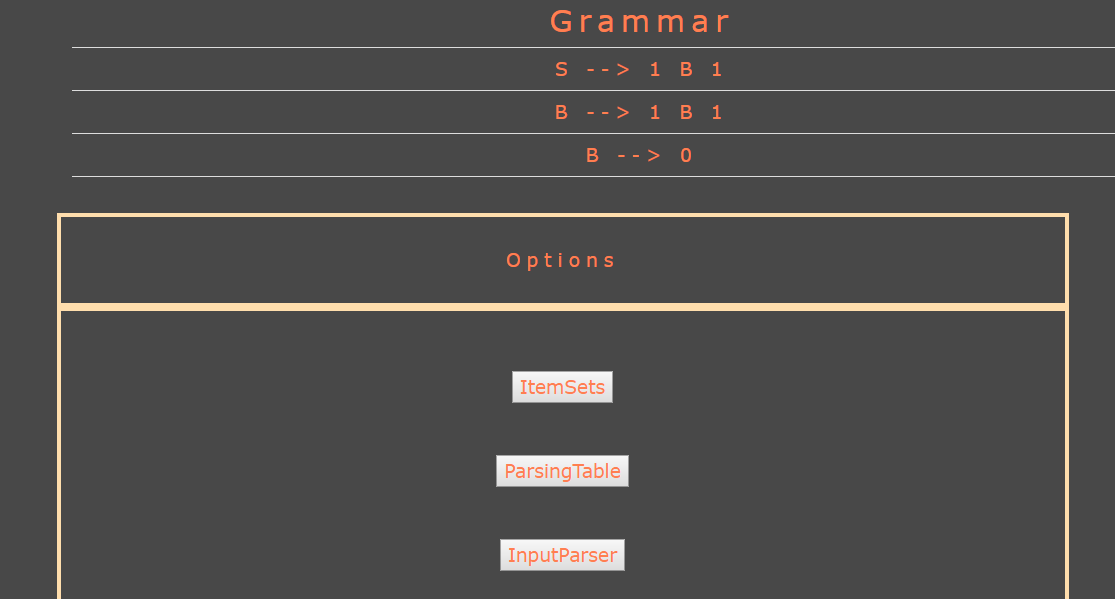 Grammar
S --> 1 B 1
B --> 1 B 1
B --> 0
Options
ItemSets
ParsingTable
InputParser